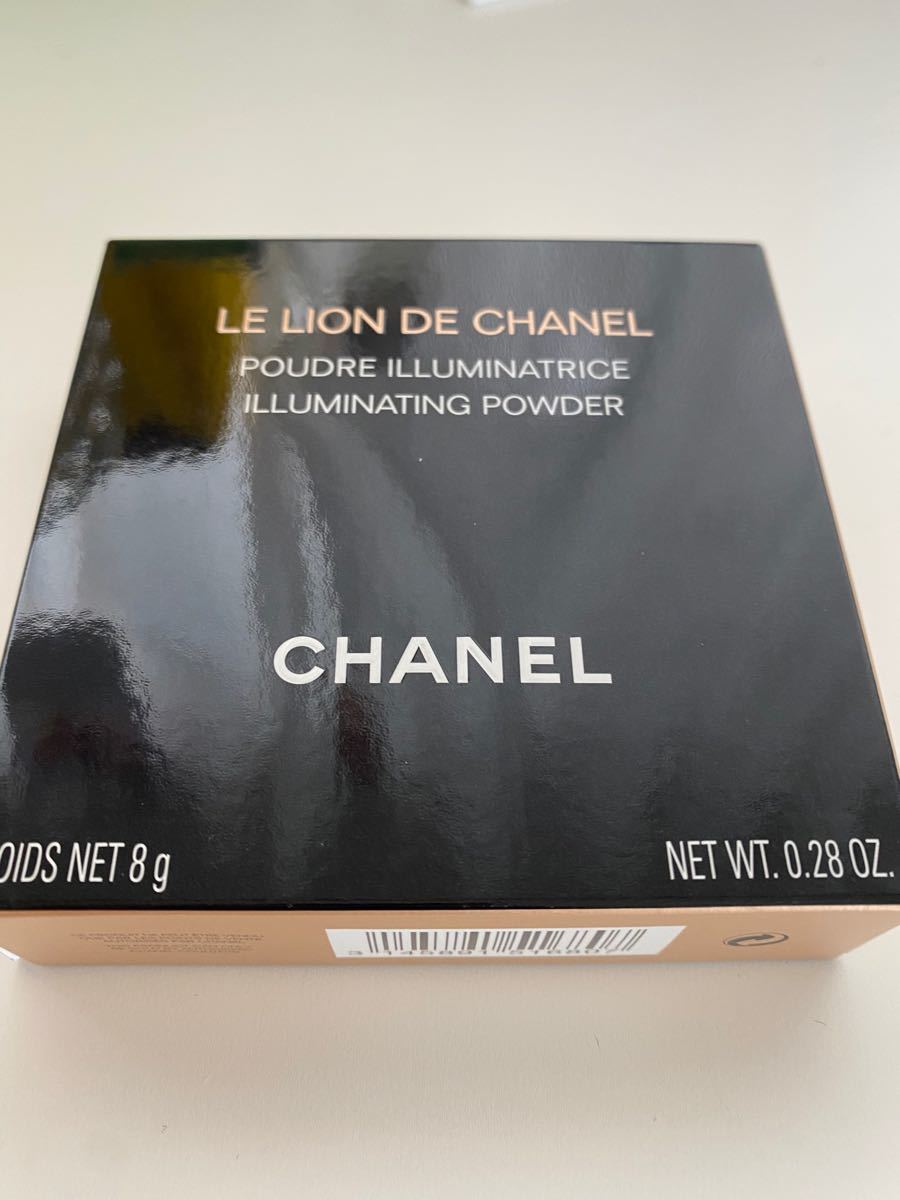 LE LION DE CHANEL
POUDRE ILLUMINATRICE
ILLUMINATING POWDER
CHANEL
OIDS NET 8 g
NET WT. 0.28 OZ.